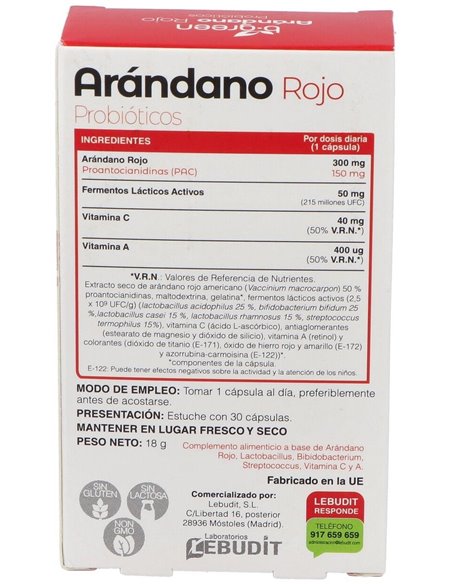 b·green
Arándano Rojo
Probióticos
Arándano Rojo
Probióticos
INGREDIENTES
Por dosis diaria
(1 cápsula)
Arándano Rojo 300 mg
Proantocianidinas (PAC) 150 mg
Fermentos Lácticos Activos 50 mg
(215 millones UFC)
Vitamina C 40 mg
(50% V.R.N.*)
Vitamina A 400 ug
(50% V.R.N.*)
*V.R.N.: Valores de Referencia de Nutrientes.
Extracto seco de arándano rojo americano (Vaccinium macrocarpon) 50 %
proantocianidinas, maltodextrina, gelatina*, fermentos lácticos activos (2,5
x 10⁹ UFC/g) (lactobacillus acidophilus 25 %, bifidobacterium bifidum 25
%,lactobacillus casei 15 %, lactobacillus rhamnosus 15 %, streptococcus
termophilus 15%), vitamina C (ácido L-ascórbico), antiaglomerantes
(estearato de magnesio y dióxido de silicio), vitamina A (retinol) y
colorantes (dióxido de titanio (E-171), óxido de hierro rojo y amarillo (E-172)
y azorrubina-carmoisina (E-122))*.
*componentes de la cápsula.
E-122: Puede tener efectos negativos sobre la actividad y la atención de los niños.
MODO DE EMPLEO: Tomar 1 cápsula al día, preferiblemente
antes de acostarse.
PRESENTACIÓN: Estuche con 30 cápsulas.
MANTENER EN LUGAR FRESCO Y SECO
PESO NETO: 18 g
Complemento alimenticio a base de Arándano
Rojo, Lactobacillus, Bibidobacterium,
Streptococcus, Vitamina C y A.
Fabricado en la UE
SIN
GLUTEN
SIN
LACTOSA
NON
GMO
Comercializado por:
Lebudit, S.L.
C/Libertad 16, posterior
28936 Móstoles (Madrid).
Laboratorios
LEBUDIT
LEBUDIT
RESPONDE
TELÉFONO
917 659 659
administracion@lebudit.com